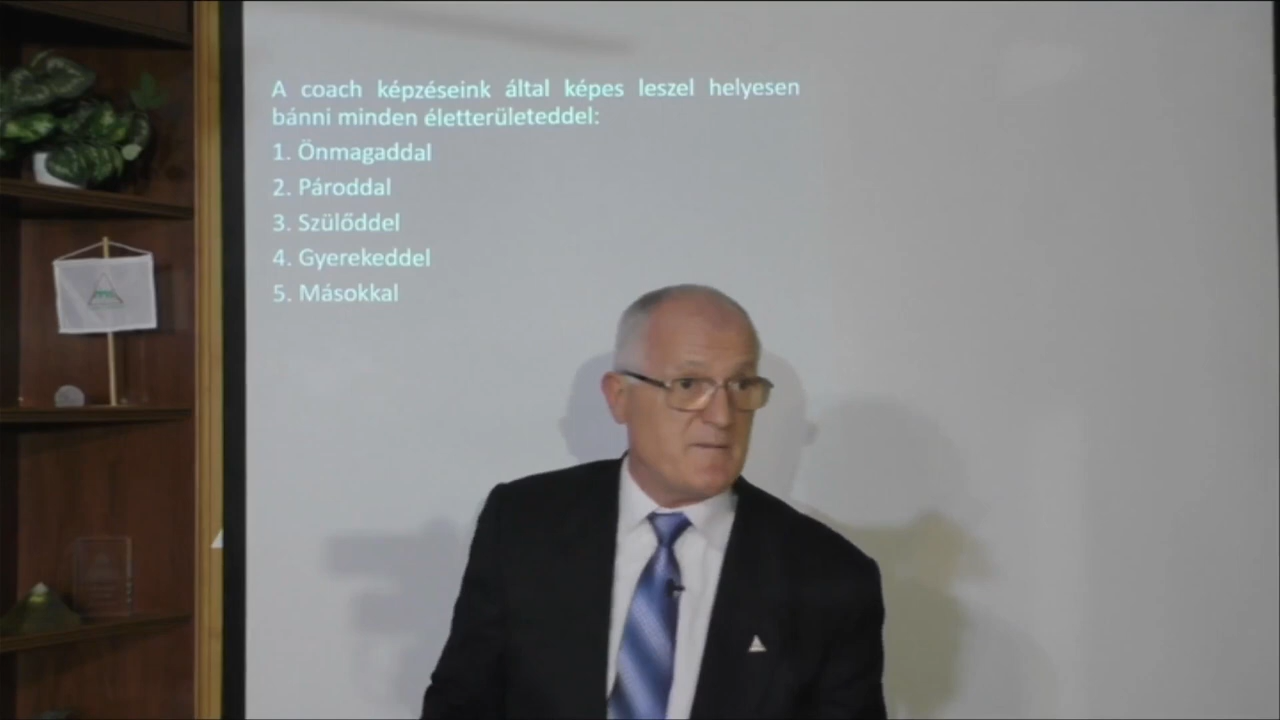 A coach képzéseink által képes leszel helyesen
bánni minden életterületeddel:
1. Önmagaddal
2. Pároddal
3. Szülőddel
4. Gyerekeddel
5. Másokkal